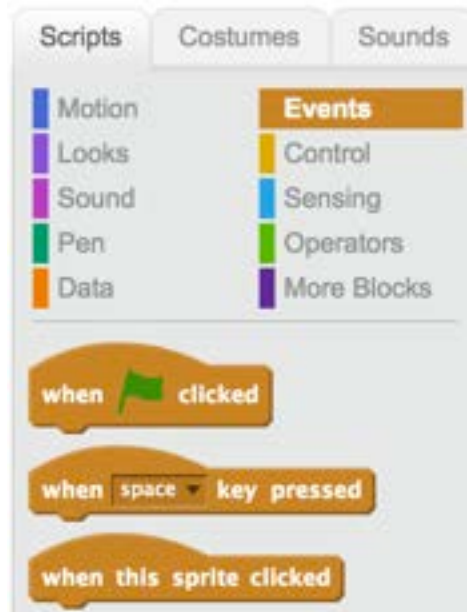 Scripts Costumes Sounds
Motion Events
Looks Control
Sound Sensing
Pen Operators
Data More Blocks
when clicked
when space key pressed
when this sprite clicked